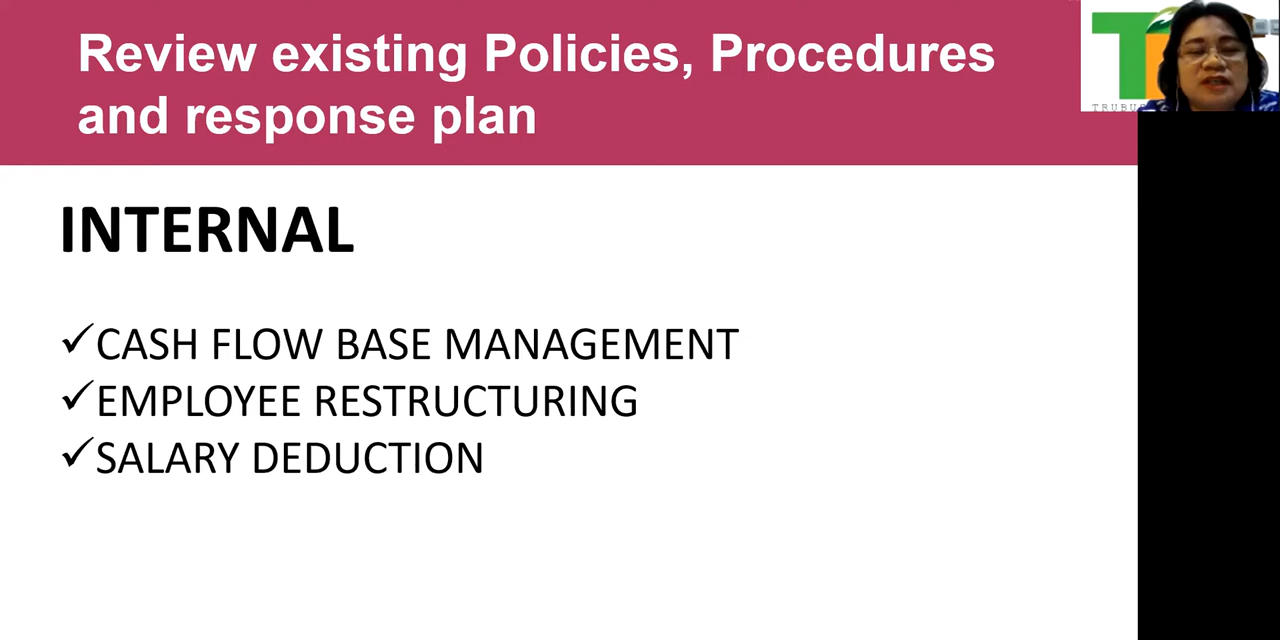 Review existing Policies, Procedures
and response plan
INTERNAL
✓CASH FLOW BASE MANAGEMENT
✓EMPLOYEE RESTRUCTURING
✓SALARY DEDUCTION